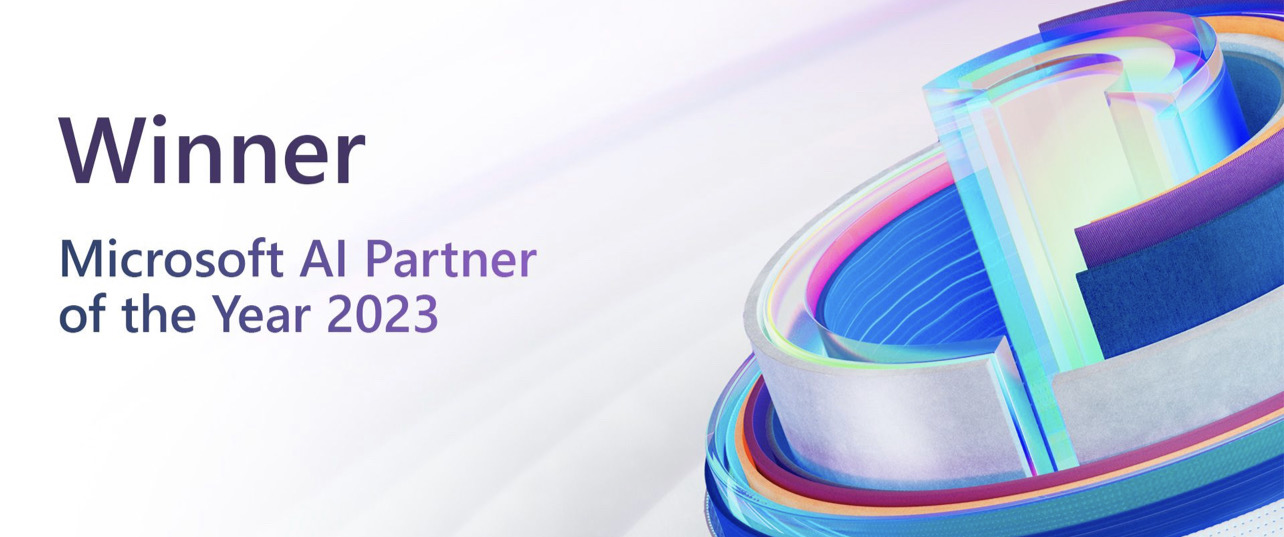 Winner
Microsoft AI Partner
of the Year 2023